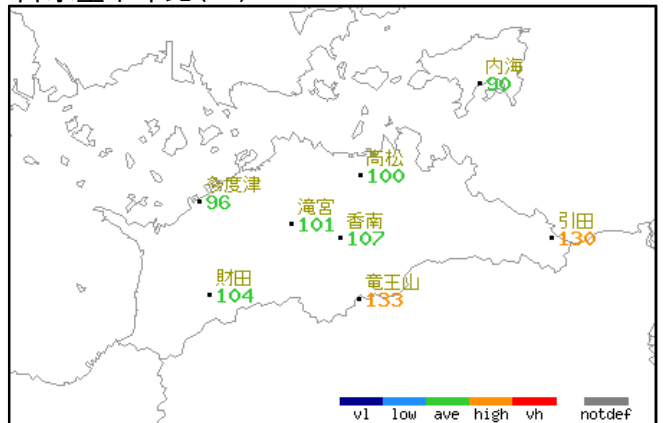 内海
90
高松
100
多度津
96
滝宮
101
香南
107
引田
130
財田
104
竜王山
133
vl low ave high vh notdef